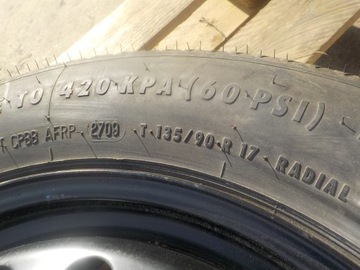 TO 420 KPA (60 PSI)
CP88 AFRP 2709 T 135/90 R 17 RADIAL